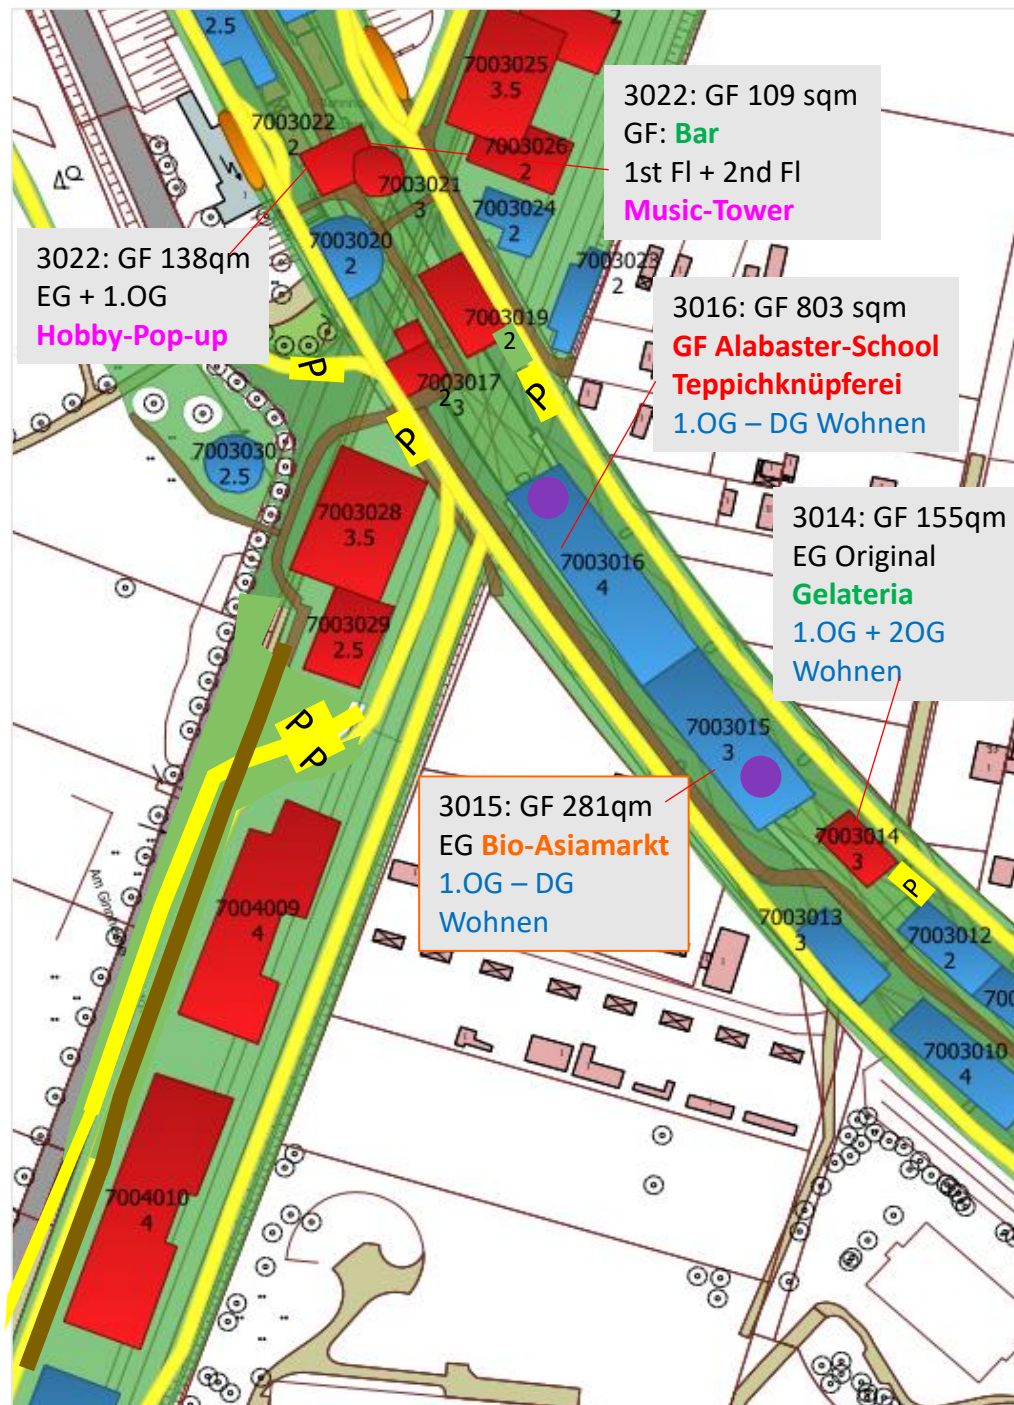 2.5
7003025
3.5
2
3022: GF 109 sqm
GF: Bar
1st Fl + 2nd Fl
Music-Tower
7003022
2
7003026
2
7003021
3
7003024
2
7003020
2
7003023
2
3022: GF 138qm
EG + 1.OG
Hobby-Pop-up
3016: GF 803 sqm
GF Alabaster-School
Teppichknüpferei
1.OG – DG Wohnen
7003019
2
P
7003017
2
3
P
P
7003030
2.5
7003028
3.5
3014: GF 155qm
EG Original
Gelateria
1.OG + 2OG
Wohnen
7003016
4
7003029
2.5
P
P
7003015
3
3015: GF 281qm
EG Bio-Asiamarkt
1.OG – DG
Wohnen
7003014
3
P
7004009
4
7003013
3
7003012
2
700
7003010
4
7004010
4